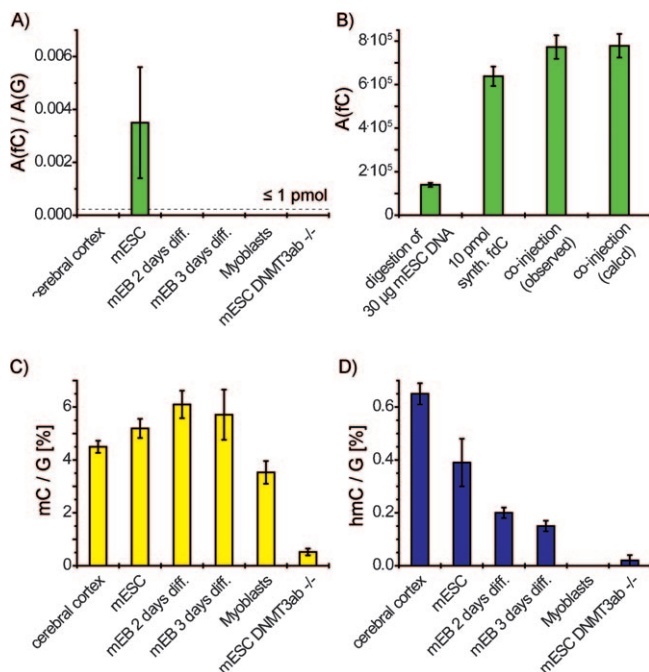 A)
A(fC) / A(G)
0.006
0.004
0.002
0.000
≤ 1 pmol
cerebral cortex
mESC
mEB 2 days diff.
mEB 3 days diff.
Myoblasts
mESC DNMT3ab -/-
B)
A(fC)
8·10⁵
6·10⁵
4·10⁵
2·10⁵
0
digestion of
30 µg mESC DNA
10 pmol
synth. fdC
co-injection
(observed)
co-injection
(calcd)
C)
mC / G [%]
6
4
2
0
cerebral cortex
mESC
mEB 2 days diff.
mEB 3 days diff.
Myoblasts
mESC DNMT3ab -/-
D)
hmC / G [%]
0.6
0.4
0.2
0.0
cerebral cortex
mESC
mEB 2 days diff.
mEB 3 days diff.
Myoblasts
mESC DNMT3ab -/-